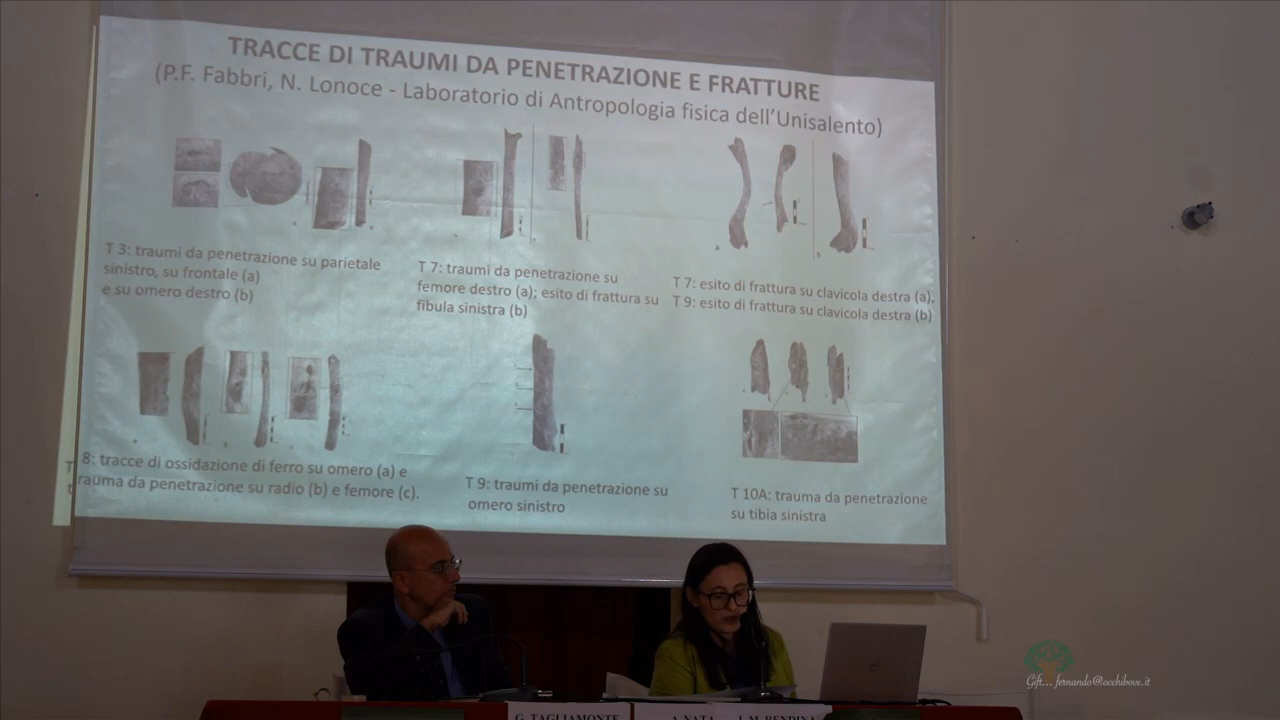 TRACCE DI TRAUMI DA PENETRAZIONE E FRATTURE
(P.F. Fabbri, N. Lonoce - Laboratorio di Antropologia fisica dell'Unisalento)
T 3: traumi da penetrazione su parietale
sinistro, su frontale (a)
e su omero destro (b)
T 7: traumi da penetrazione su
femore destro (a); esito di frattura su
fibula sinistra (b)
T 7: esito di frattura su clavicola destra (a).
T 9: esito di frattura su clavicola destra (b)
T 8: tracce di ossidazione di ferro su omero (a) e
trauma da penetrazione su radio (b) e femore (c).
T 9: traumi da penetrazione su
omero sinistro
T 10A: trauma da penetrazione
su tibia sinistra
G. TAGLIAMONTE
Gift... fernando@occhibove.it